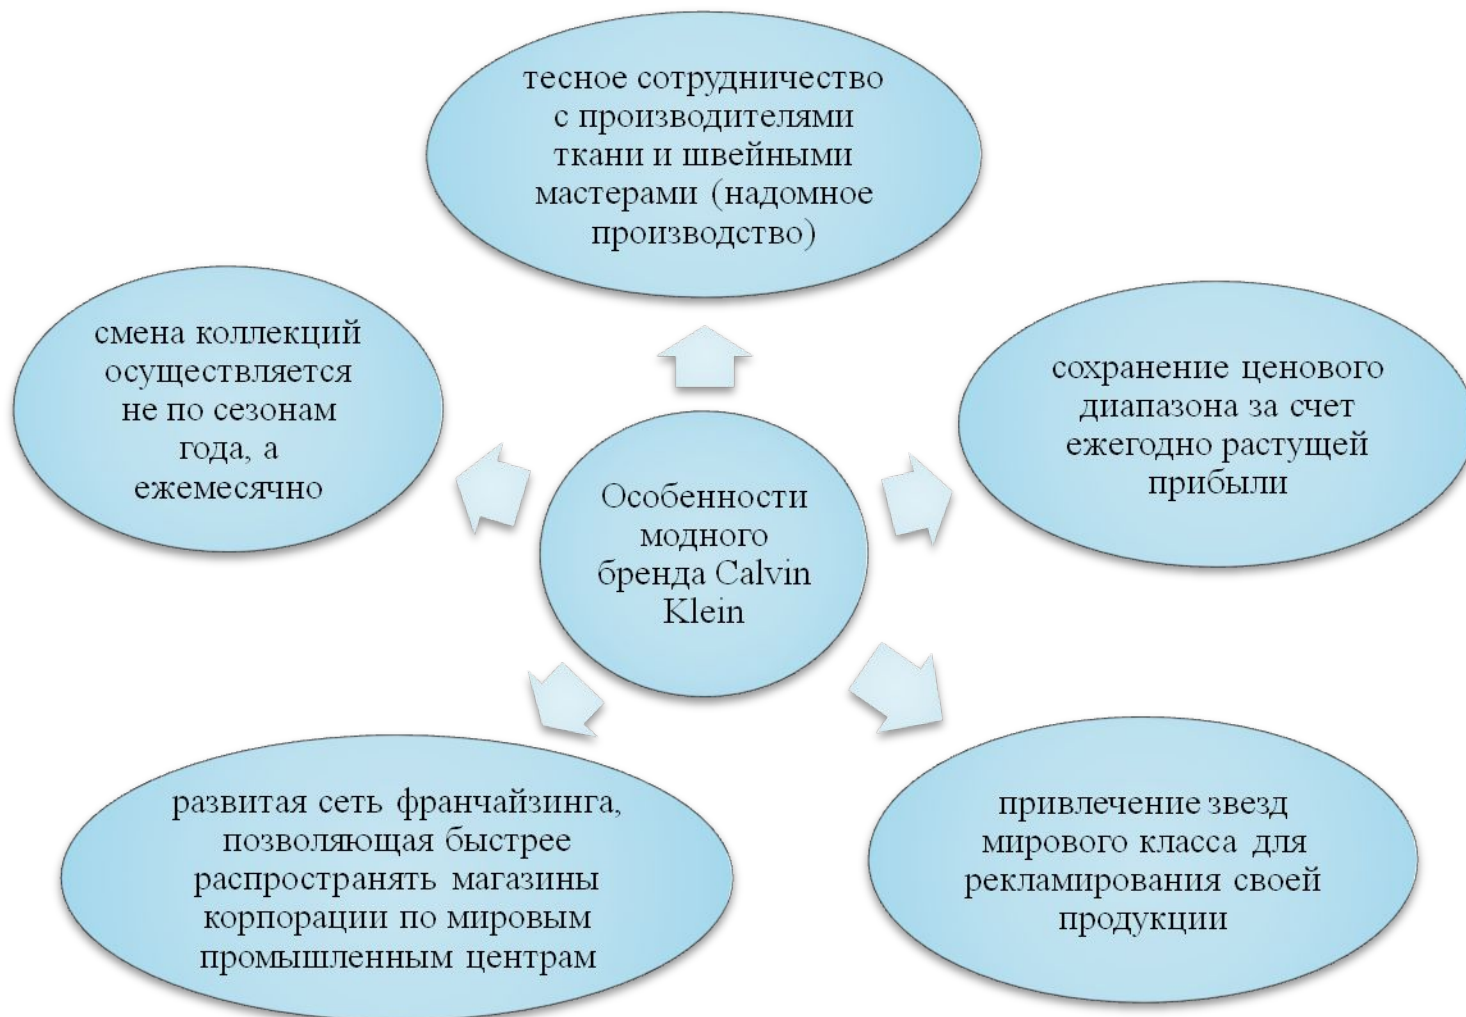 тесное сотрудничество
с производителями
ткани и швейными
мастерами (надомное
производство)
смена коллекций
осуществляется
не по сезонам
года, а
ежемесячно
сохранение ценового
диапазона за счет
ежегодно растущей
прибыли
Особенности
модного
бренда Calvin
Klein
развитая сеть франчайзинга,
позволяющая быстрее
распространять магазины
корпорации по мировым
промышленным центрам
привлечение звезд
мирового класса для
рекламирования своей
продукции